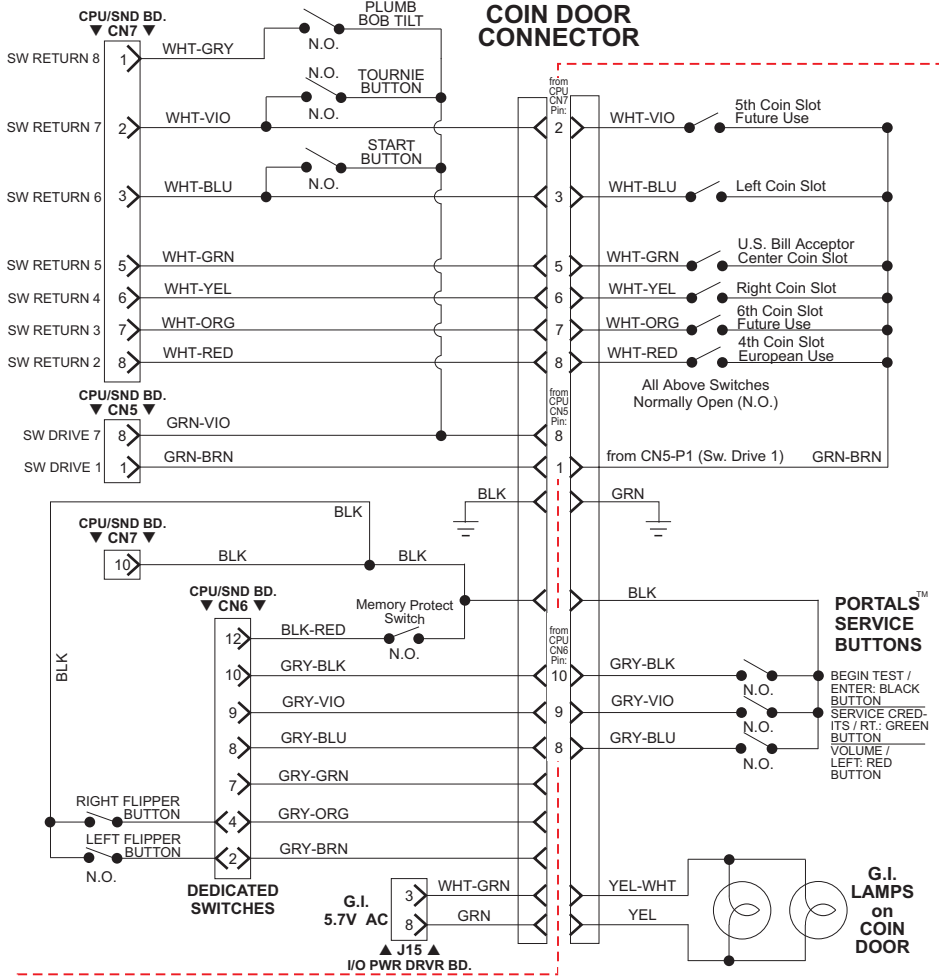 COIN DOOR
CONNECTOR
CPU/SND BD.
▼ CN7 ▼
SW RETURN 8
1
WHT-GRY
PLUMB
BOB TILT
N.O.
N.O.
TOURNIE
BUTTON
N.O.
SW RETURN 7
2
WHT-VIO
START
BUTTON
N.O.
SW RETURN 6
3
WHT-BLU
SW RETURN 5
5
WHT-GRN
SW RETURN 4
6
WHT-YEL
SW RETURN 3
7
WHT-ORG
SW RETURN 2
8
WHT-RED
CPU/SND BD.
▼ CN5 ▼
SW DRIVE 7
8
GRN-VIO
SW DRIVE 1
1
GRN-BRN
from
CPU
CN7
Pin:
2
WHT-VIO
5th Coin Slot
Future Use
3
WHT-BLU
Left Coin Slot
5
WHT-GRN
U.S. Bill Acceptor
Center Coin Slot
6
WHT-YEL
Right Coin Slot
7
WHT-ORG
6th Coin Slot
Future Use
8
WHT-RED
4th Coin Slot
European Use
All Above Switches
Normally Open (N.O.)
from
CPU
CN5
Pin:
8
1
from CN5-P1 (Sw. Drive 1)
GRN-BRN
BLK
GRN
BLK
CPU/SND BD.
▼ CN7 ▼
10
BLK
BLK
BLK
CPU/SND BD.
▼ CN6 ▼
12
BLK-RED
Memory Protect
Switch
N.O.
10
GRY-BLK
9
GRY-VIO
8
GRY-BLU
7
GRY-GRN
4
GRY-ORG
2
GRY-BRN
RIGHT FLIPPER
BUTTON
LEFT FLIPPER
BUTTON
N.O.
DEDICATED
SWITCHES
BLK
from
CPU
CN6
Pin:
10
GRY-BLK
N.O.
9
GRY-VIO
N.O.
8
GRY-BLU
N.O.
PORTALS™
SERVICE
BUTTONS
BEGIN TEST /
ENTER: BLACK
BUTTON
SERVICE CRED-
ITS / RT.: GREEN
BUTTON
VOLUME /
LEFT: RED
BUTTON
G.I.
5.7V AC
3
WHT-GRN
8
GRN
▲ J15 ▲
I/O PWR DRVR BD.
YEL-WHT
YEL
G.I.
LAMPS
on
COIN
DOOR